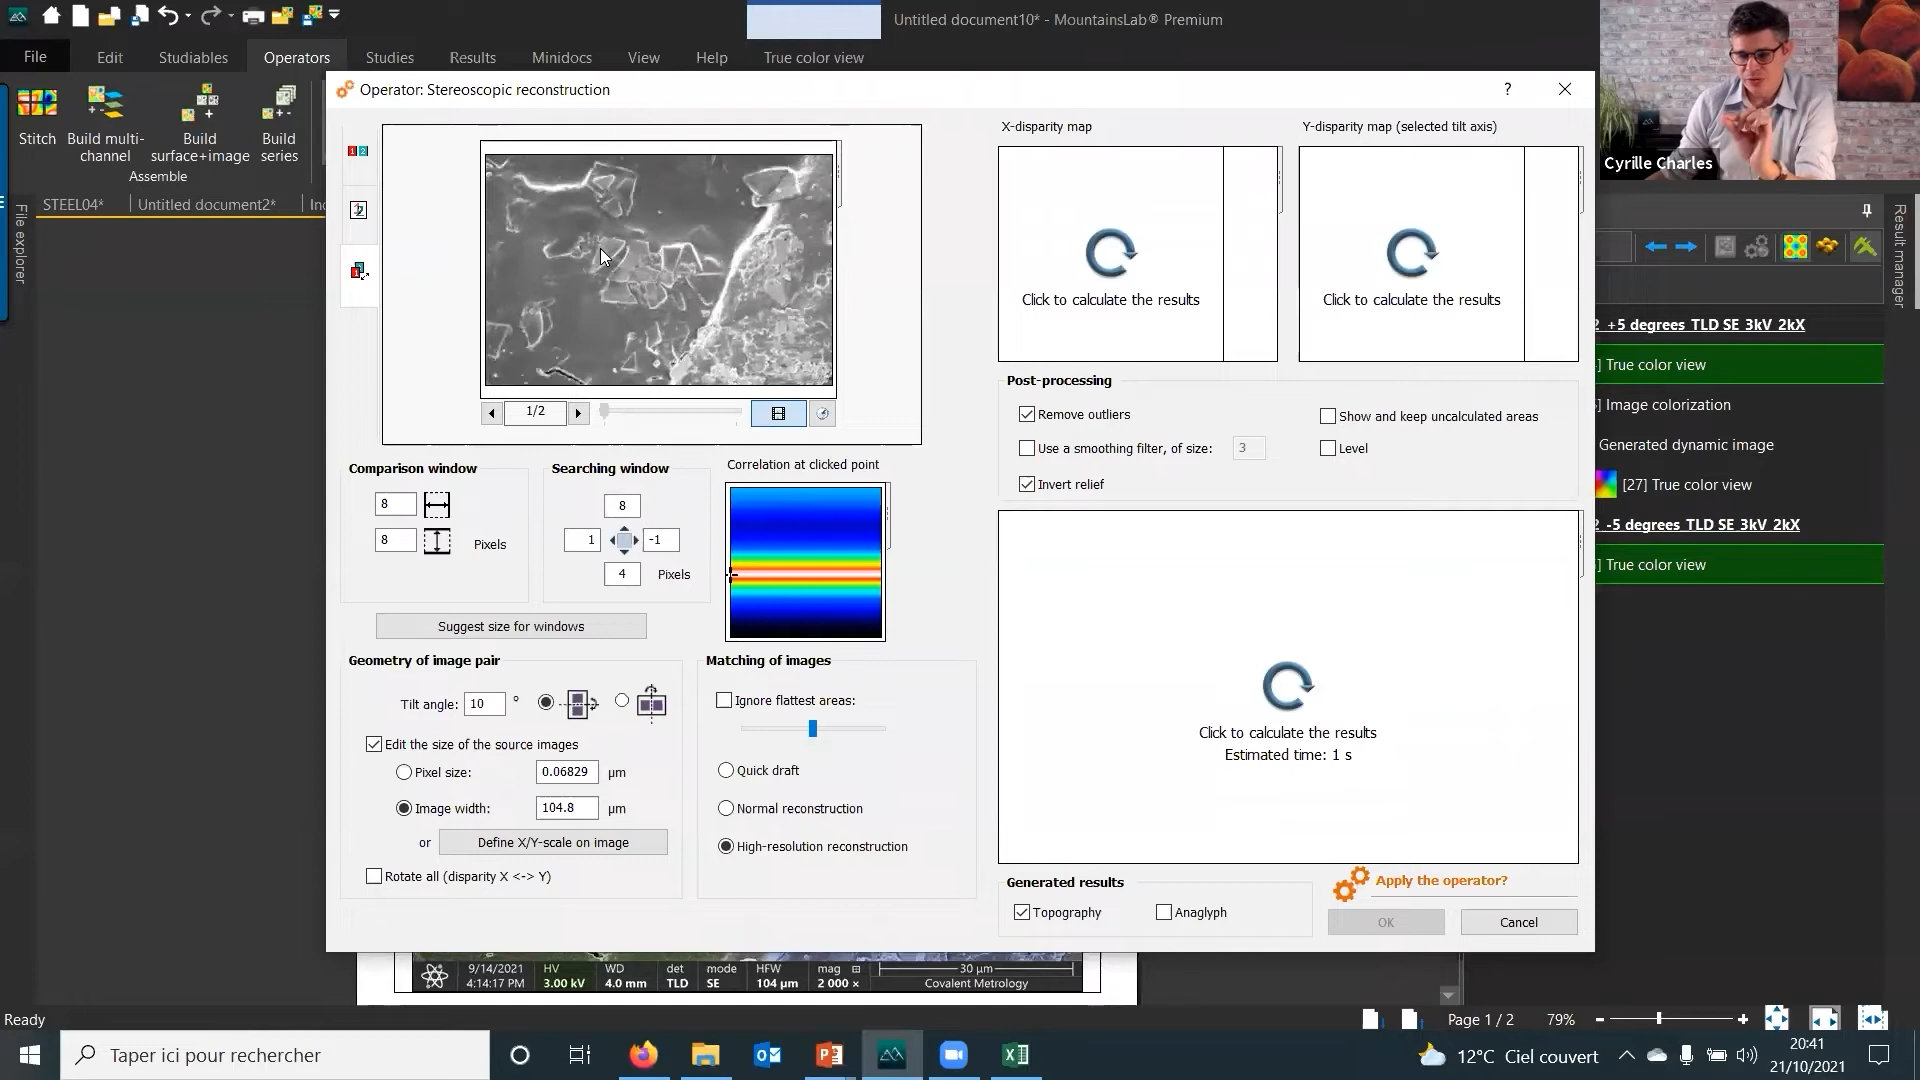 Untitled document10* - MountainsLab® Premium
File Edit Studiables Operators Studies Results Minidocs View Help True color view
Stitch Build multi-channel Build surface+image Build series
Assemble
File explorer
STEEL04* Untitled document2*
Operator: Stereoscopic reconstruction ?
1 2
2
1
1/2
X-disparity map
Click to calculate the results
Y-disparity map (selected tilt axis)
Click to calculate the results
Cyrille Charles
Result manager
+5 degrees TLD SE 3kV 2kX
True color view
Image colorization
Generated dynamic image
[27] True color view
-5 degrees TLD SE 3kV 2kX
True color view
Comparison window
8
8 Pixels
Searching window
8
1 -1
4 Pixels
Correlation at clicked point
Suggest size for windows
Post-processing
Remove outliers
Show and keep uncalculated areas
Use a smoothing filter, of size: 3
Level
Invert relief
Geometry of image pair
Tilt angle: 10 °
Edit the size of the source images
Pixel size: 0.06829 µm
Image width: 104.8 µm
or Define X/Y-scale on image
Rotate all (disparity X <-> Y)
Matching of images
Ignore flattest areas:
Quick draft
Normal reconstruction
High-resolution reconstruction
Click to calculate the results
Estimated time: 1 s
Generated results
Topography Anaglyph
Apply the operator?
OK Cancel
9/14/2021 HV WD det mode HFW mag 30 µm
4:14:17 PM 3.00 kV 4.0 mm TLD SE 104 µm 2 000 × Covalent Metrology
Ready
Page 1 / 2 79%
Taper ici pour rechercher
12°C Ciel couvert
20:41
21/10/2021